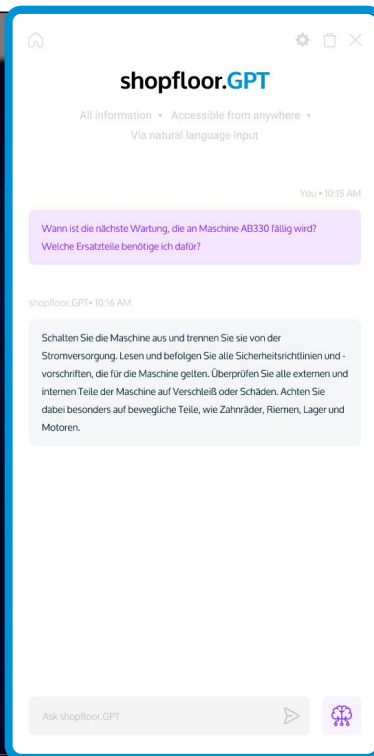 shopfloor.GPT
All information • Accessible from anywhere •
Via natural language input
You • 10:15 AM
Wann ist die nächste Wartung, die an Maschine AB330 fällig wird?
Welche Ersatzteile benötige ich dafür?
shopfloor.GPT• 10:16 AM
Schalten Sie die Maschine aus und trennen Sie sie von der
Stromversorgung. Lesen und befolgen Sie alle Sicherheitsrichtlinien und -
vorschriften, die für die Maschine gelten. Überprüfen Sie alle externen und
internen Teile der Maschine auf Verschleiß oder Schäden. Achten Sie
dabei besonders auf bewegliche Teile, wie Zahnräder, Riemen, Lager und
Motoren.
Ask shopfloor.GPT